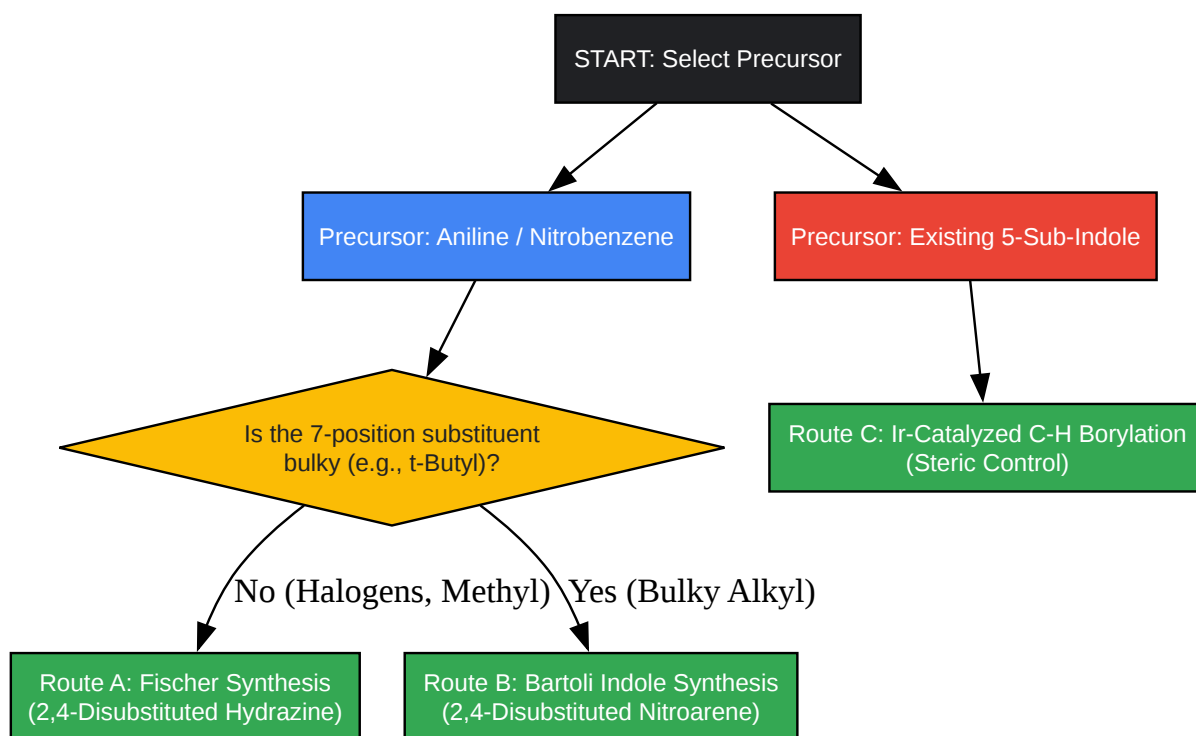 START: Select Precursor
Precursor: Aniline / Nitrobenzene
Precursor: Existing 5-Sub-Indole
Is the 7-position substituent
bulky (e.g., t-Butyl)?
Route C: Ir-Catalyzed C-H Borylation
(Steric Control)
No (Halogens, Methyl)
Yes (Bulky Alkyl)
Route A: Fischer Synthesis
(2,4-Disubstituted Hydrazine)
Route B: Bartoli Indole Synthesis
(2,4-Disubstituted Nitroarene)